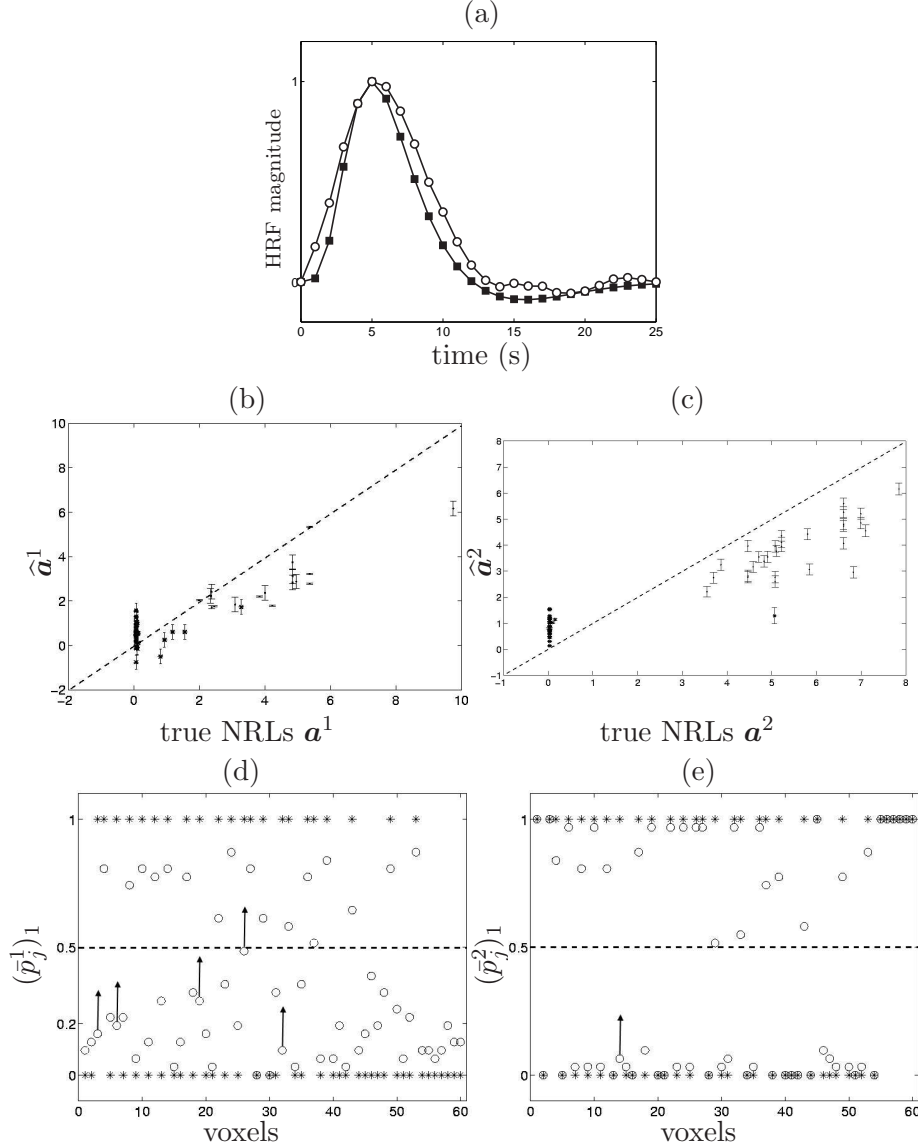 (a)
HRF magnitude
1
0
0 5 10 15 20 25
time (s)
(b)
(c)
10
8
6
4
2
0
−2
−2 0 2 4 6 8 10
â¹
true NRLs a¹
8
7
6
5
4
3
2
1
0
−1
−1 0 1 2 3 4 5 6 7 8
â²
true NRLs a²
(d)
(e)
1
0.5
0.2
0
0 10 20 30 40 50 60
(p̄¹ⱼ)₁
voxels
1
0.5
0.2
0
0 10 20 30 40 50 60
(p̄²ⱼ)₁
voxels